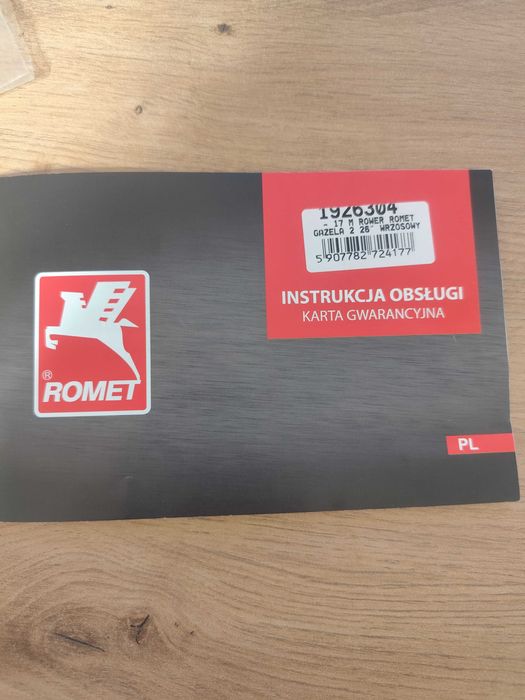 1926304
- 17 M ROWER ROMET
GAZELA 2 26" WRZOSOWY
5 907782 724177
INSTRUKCJA OBSŁUGI
KARTA GWARANCYJNA
® ROMET
PL